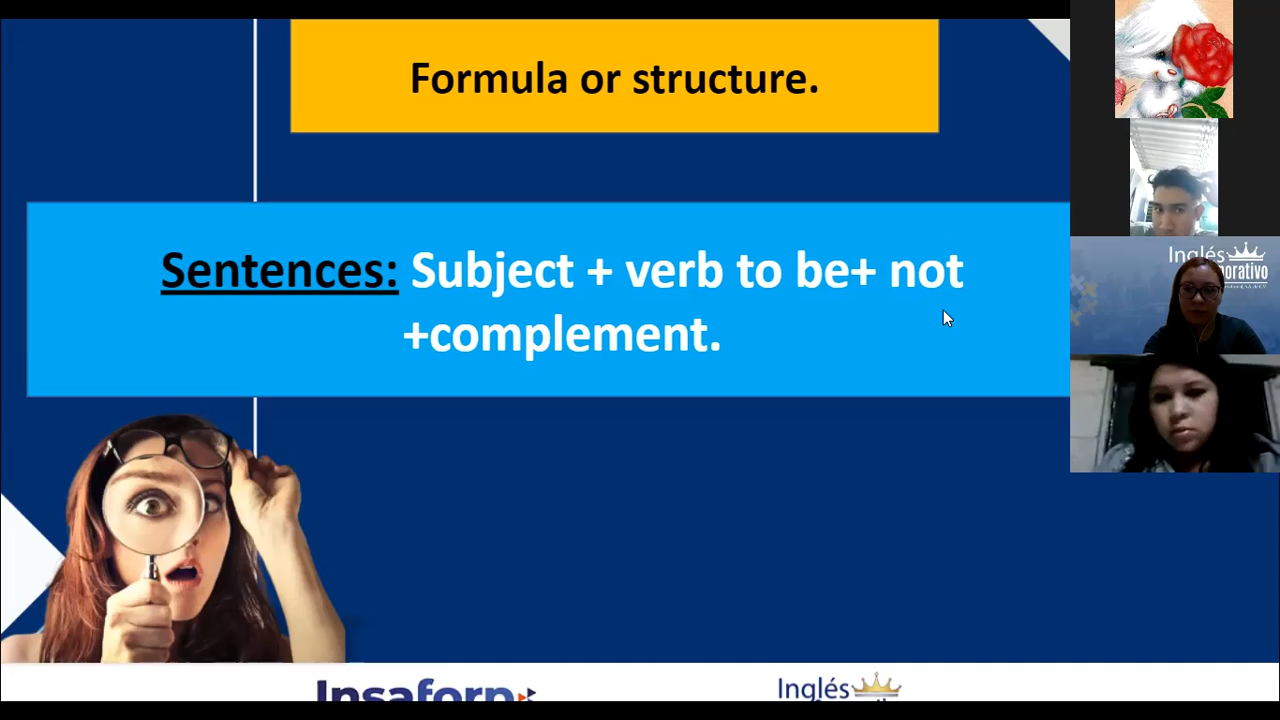 Formula or structure.
Sentences: Subject + verb to be+ not
+complement.
Inglés
Insaforp
Inglés